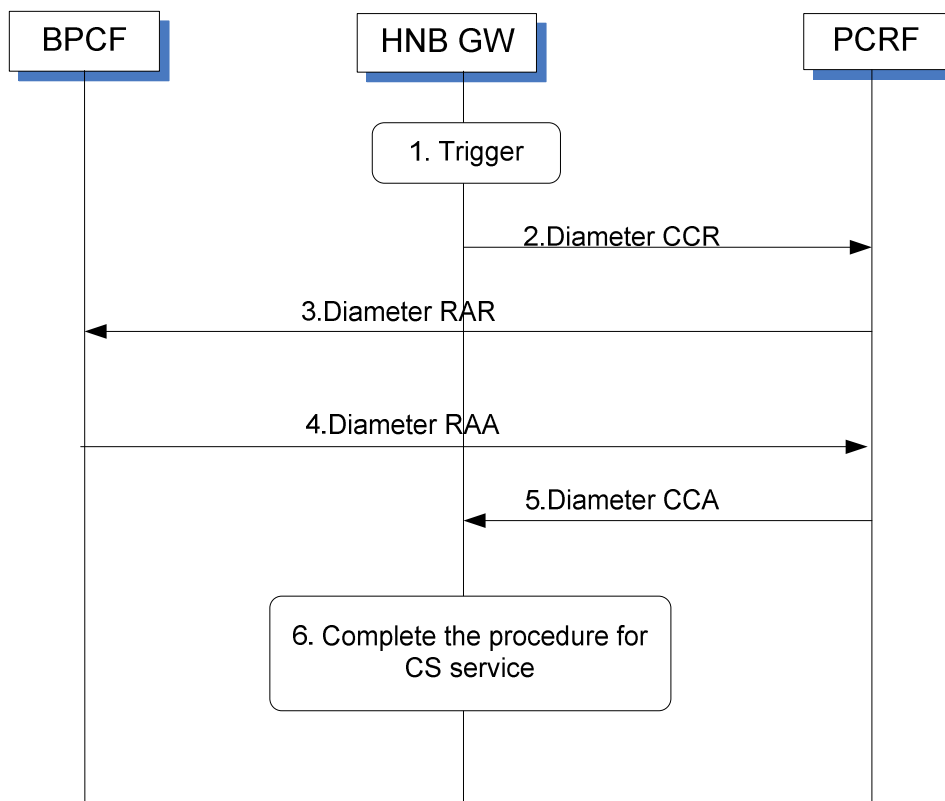 BPCF
HNB GW
PCRF
1. Trigger
2.Diameter CCR
3.Diameter RAR
4.Diameter RAA
5.Diameter CCA
6. Complete the procedure for
CS service